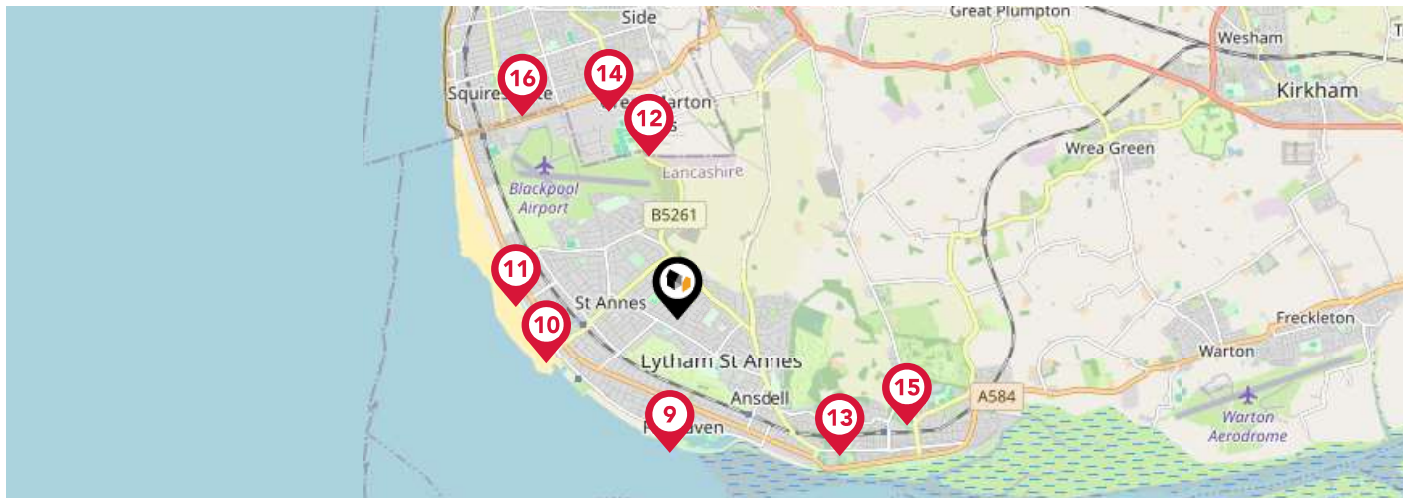 Side
Great Plumpton
Wesham
16
14
Squires
Kirkham
12
Wrea Green
Lancashire
Blackpool
Airport
B5261
11
St Annes
10
Freckleton
Warton
Lytham St Annes
Ansdell
15
A584
9
13
Warton
Aerodrome